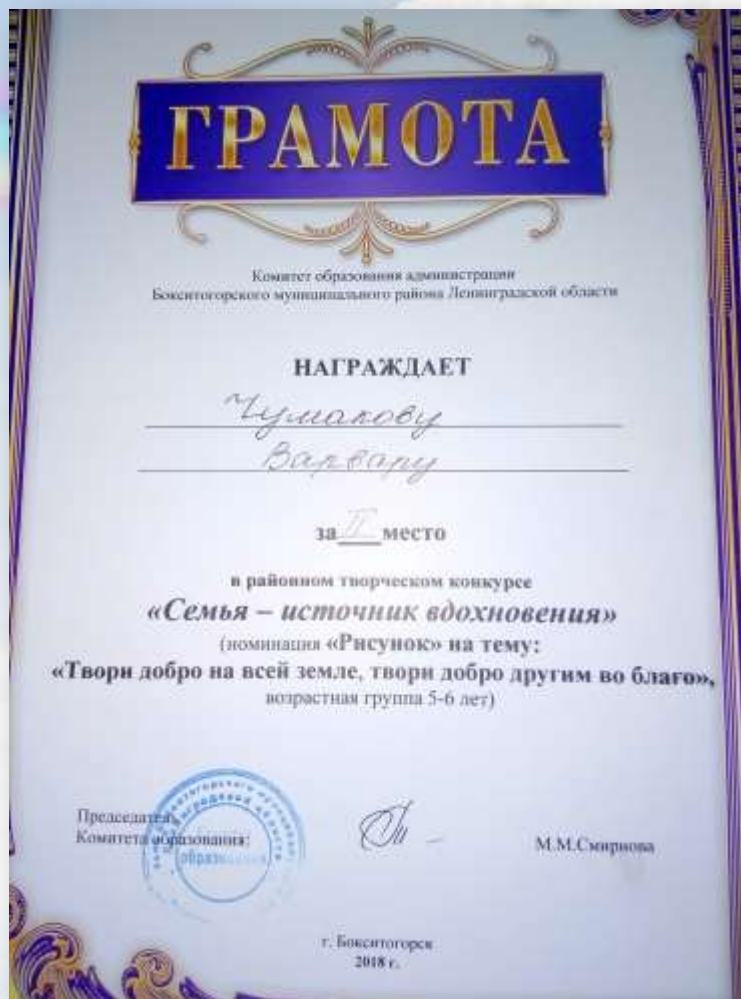 ГРАМОТА
Комитет образования администрации
Бокситогорского муниципального района Ленинградской области
НАГРАЖДАЕТ
Чумакову
Варвару
за II место
в районном творческом конкурсе
«Семья – источник вдохновения»
(номинация «Рисунок» на тему:
«Твори добро на всей земле, твори добро другим во благо»,
возрастная группа 5-6 лет)
Председатель
Комитета образования:
М.М.Смирнова
г. Бокситогорск
2018 г.